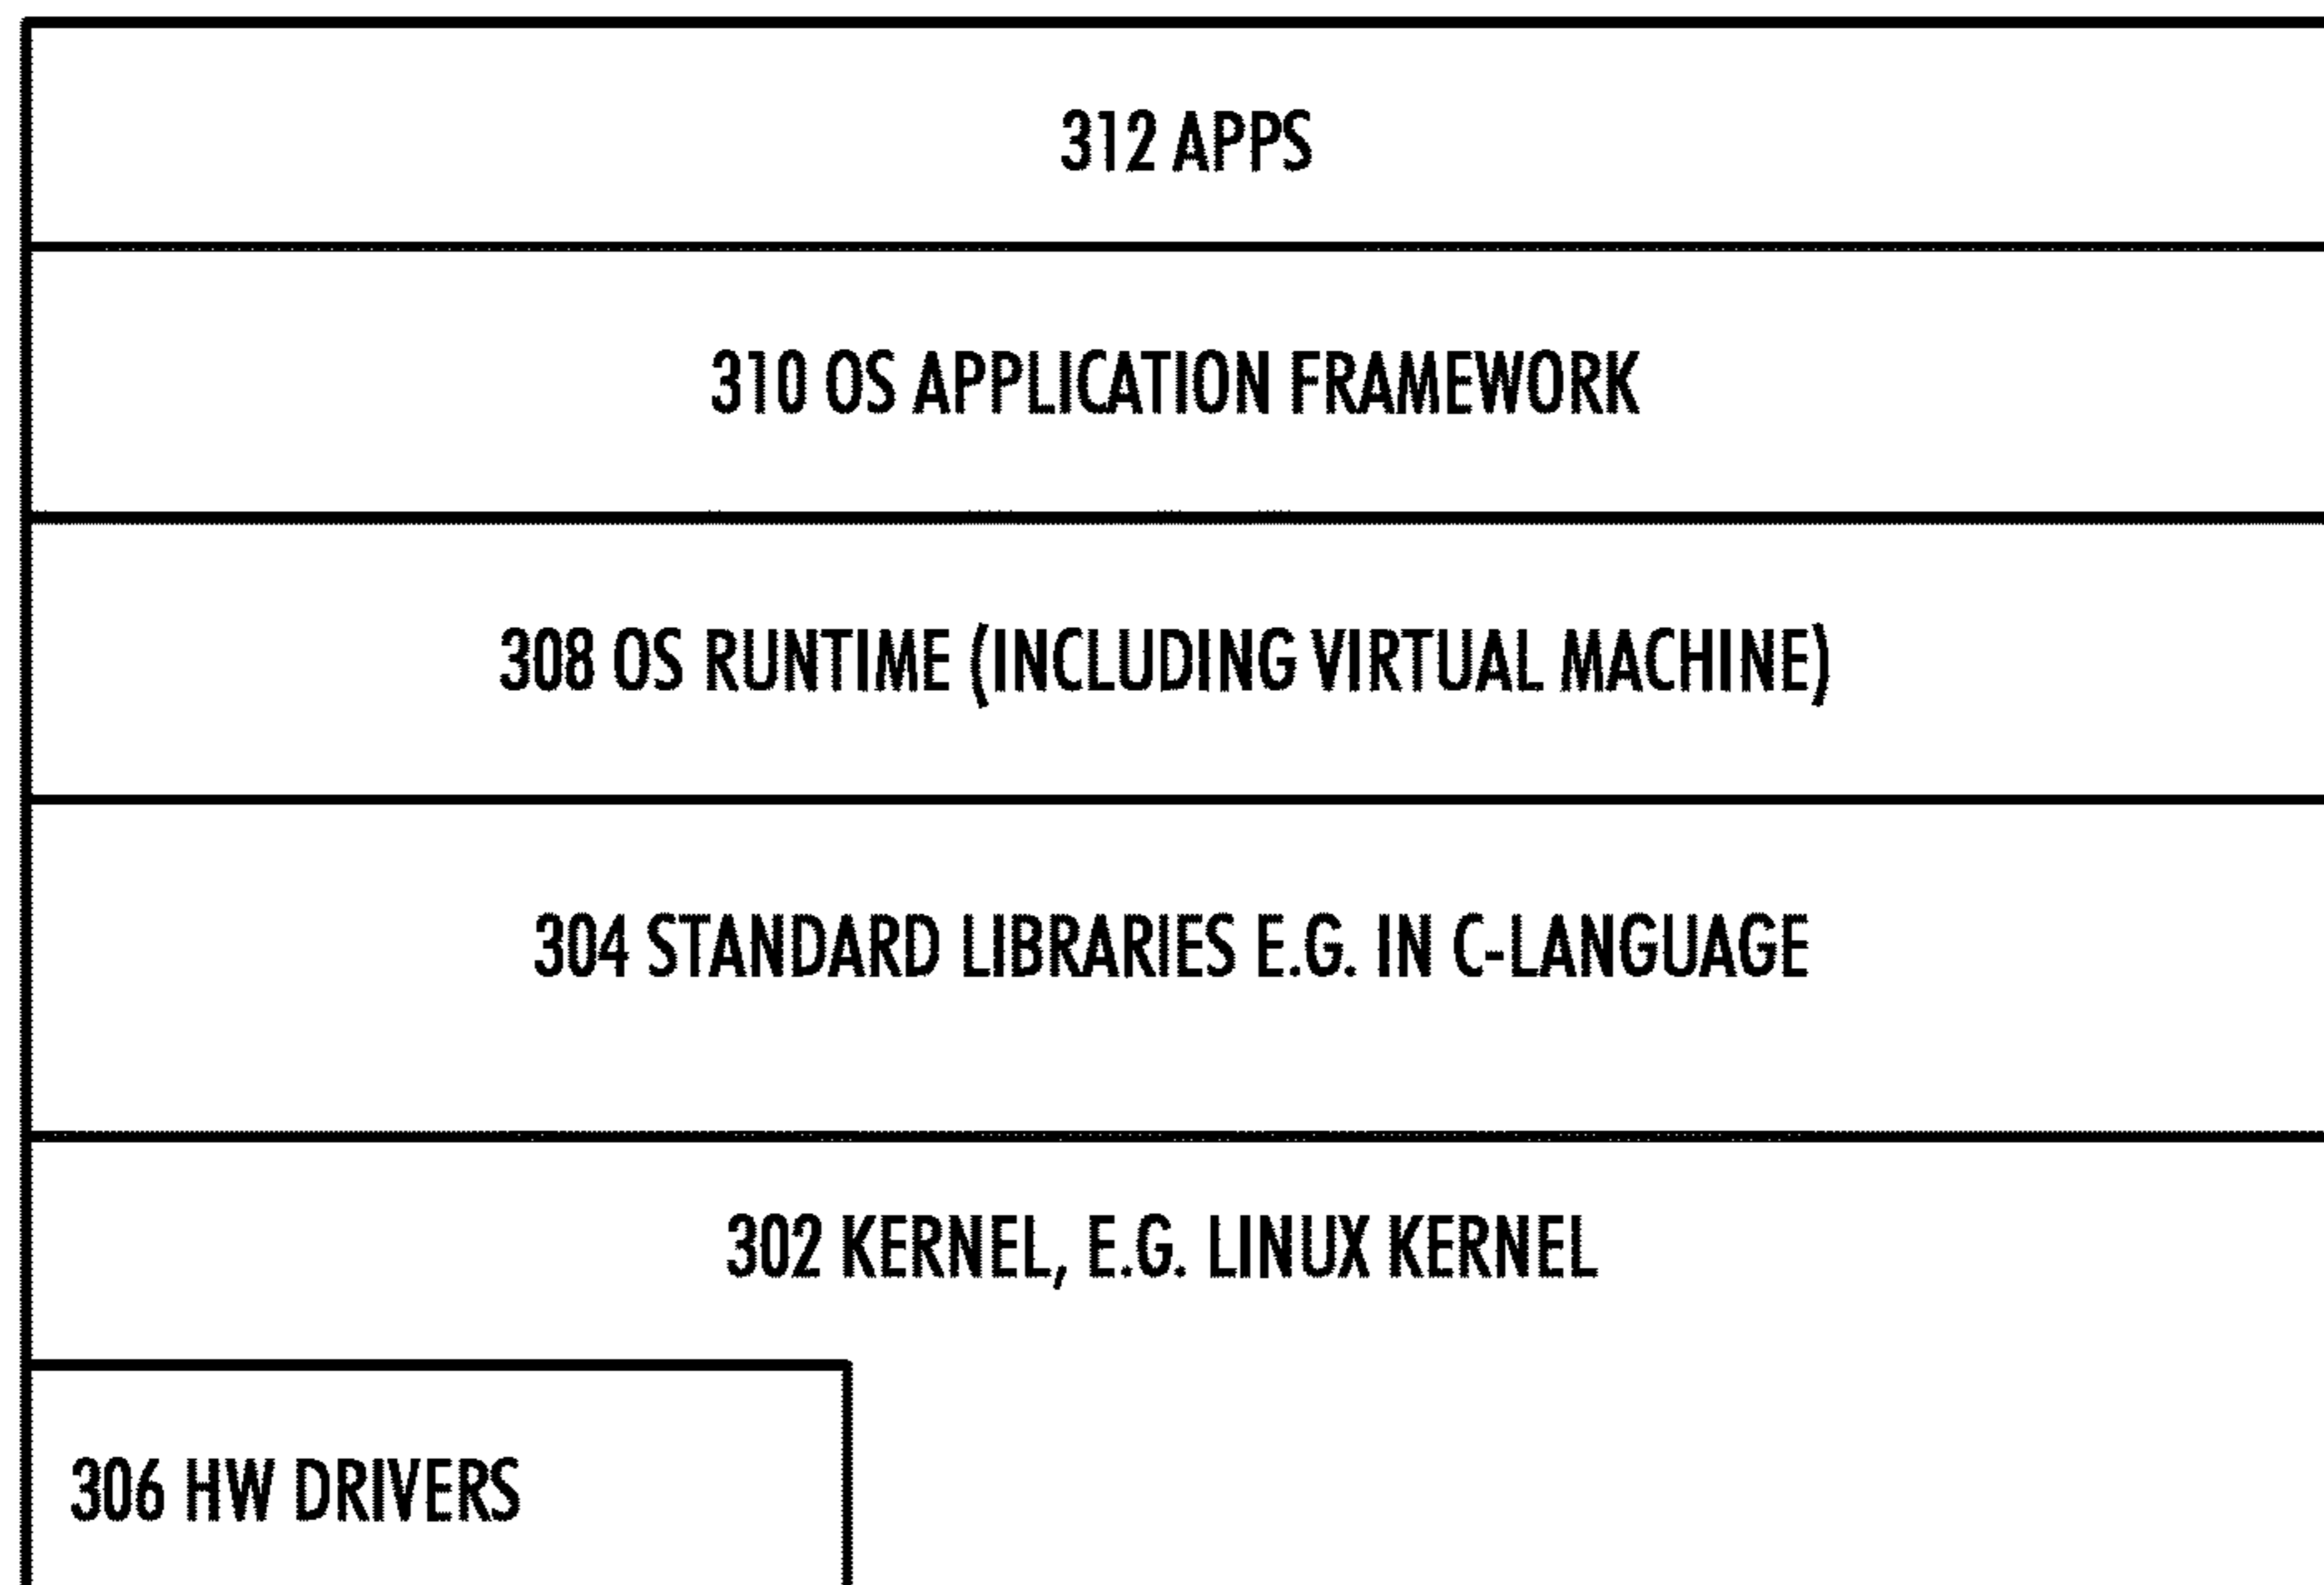 312 APPS
310 OS APPLICATION FRAMEWORK
308 OS RUNTIME (INCLUDING VIRTUAL MACHINE)
304 STANDARD LIBRARIES E.G. IN C-LANGUAGE
302 KERNEL, E.G. LINUX KERNEL
306 HW DRIVERS